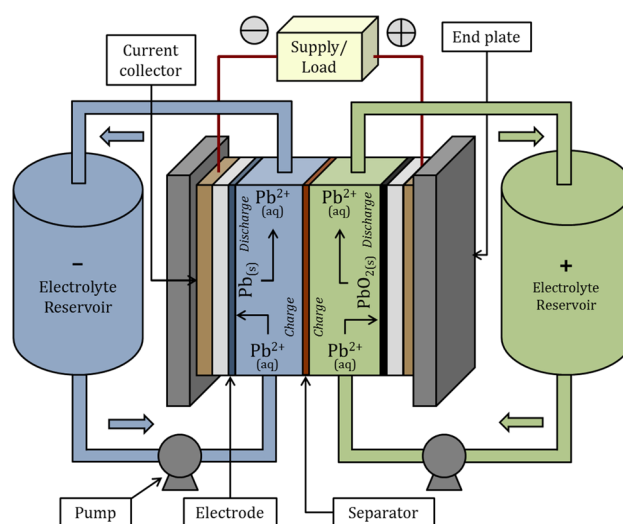 Supply/
Load
Current
collector
End plate
−
Electrolyte
Reservoir
Pb²⁺
(aq)
Discharge
Pb(s)
Charge
Pb²⁺
(aq)
Pb²⁺
(aq)
Discharge
PbO₂(s)
Charge
Pb²⁺
(aq)
+
Electrolyte
Reservoir
Pump
Electrode
Separator